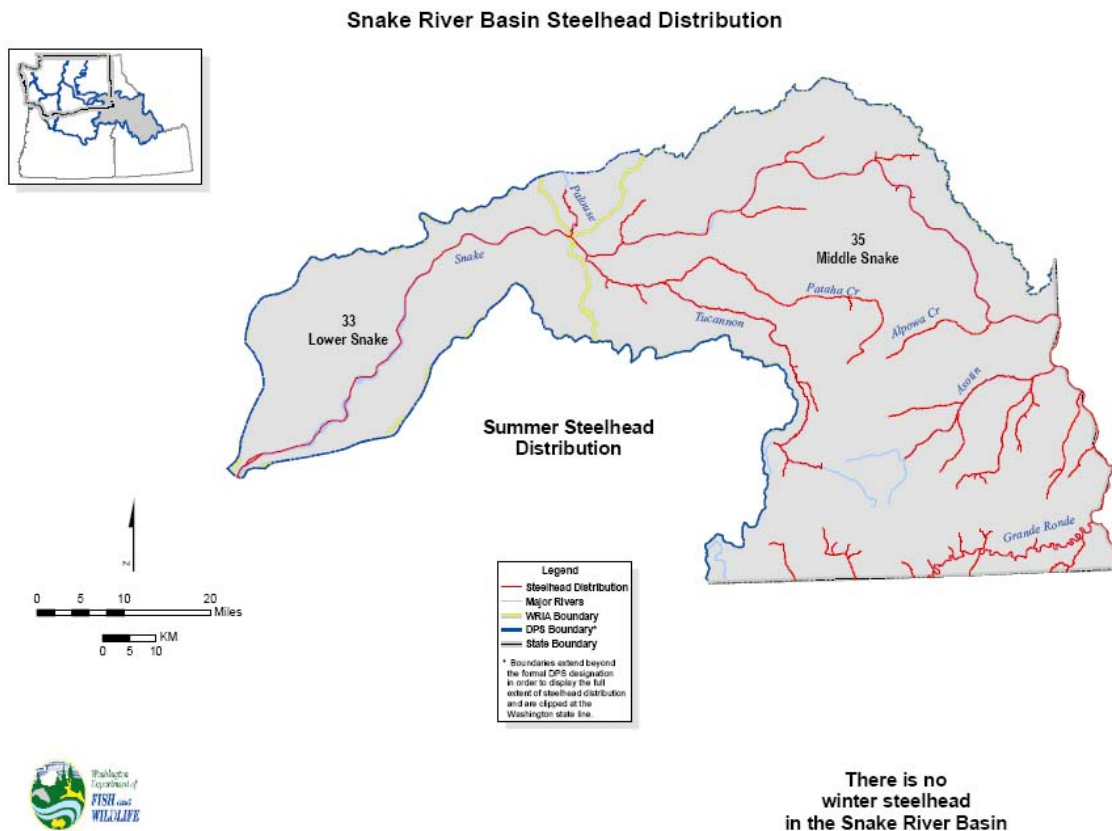 Snake River Basin Steelhead Distribution
Palouse
Snake
35
Middle Snake
Pataha Cr
Tucannon
Alpowa Cr
33
Lower Snake
Asotin
Summer Steelhead
Distribution
Grande Ronde
z
Legend
Steelhead Distribution
Major Rivers
WRIA Boundary
DPS Boundary*
State Boundary
* Boundaries extend beyond
the formal DPS designation
in order to display the full
extent of steelhead distribution
and are clipped at the
Washington state line.
0 5 10 20
Miles
KM
0 5 10
Washington
Department of
FISH and
WILDLIFE
There is no
winter steelhead
in the Snake River Basin